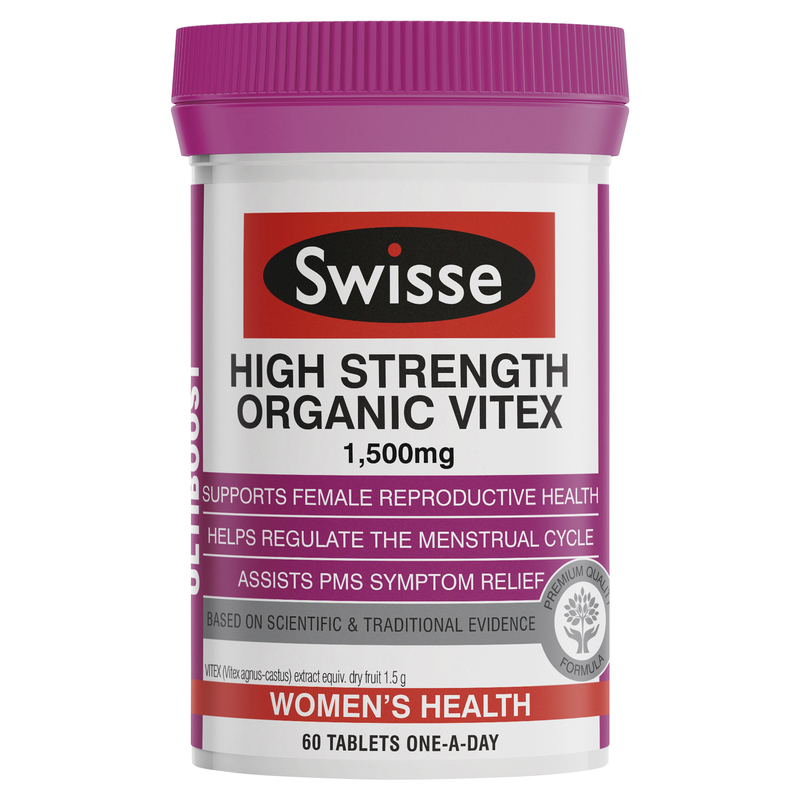 Swisse
HIGH STRENGTH
ORGANIC VITEX
1,500mg
ULTIBOOST
SUPPORTS FEMALE REPRODUCTIVE HEALTH
HELPS REGULATE THE MENSTRUAL CYCLE
ASSISTS PMS SYMPTOM RELIEF
PREMIUM QUALITY
FORMULA
BASED ON SCIENTIFIC & TRADITIONAL EVIDENCE
VITEX (Vitex agnus-castus) extract equiv. dry fruit 1.5 g
WOMEN'S HEALTH
60 TABLETS ONE-A-DAY